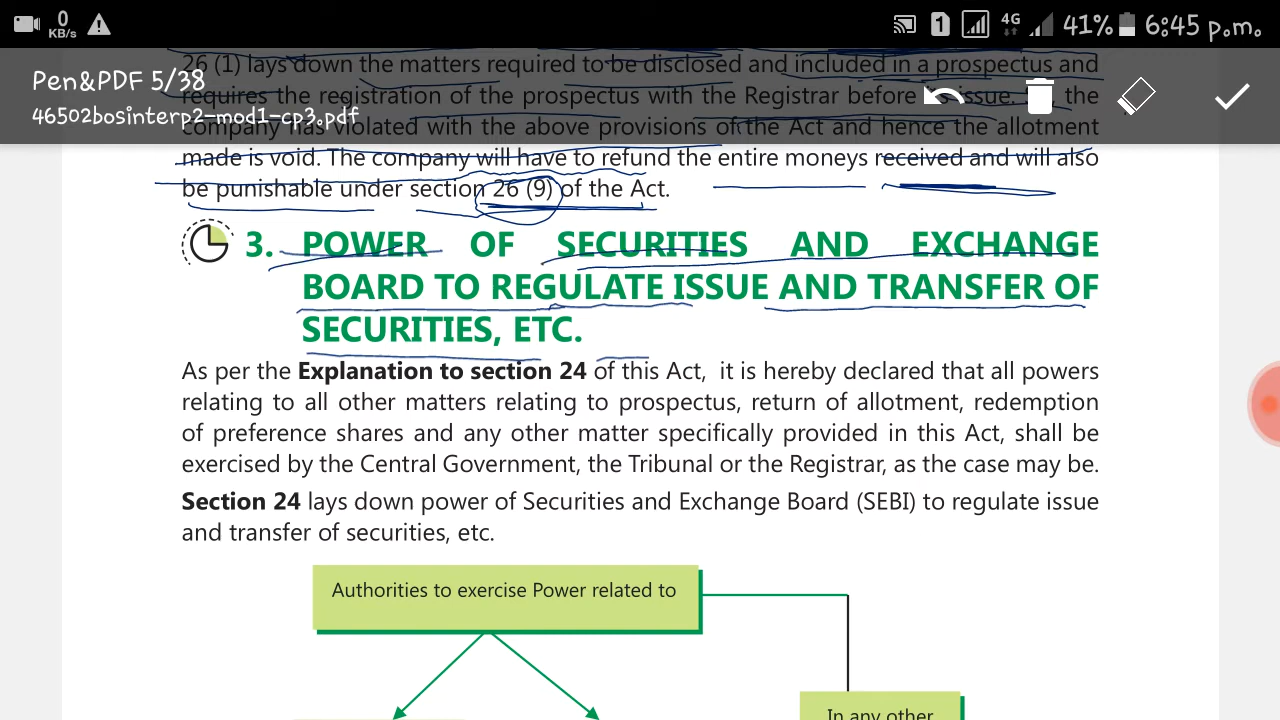 0
KB/s
1
4G
41%
6:45 p.m.
Pen&PDF 5/38
46502bosinterp2-mod1-cp3.pdf
26 (1) lays down the matters required to be disclosed and included in a prospectus and
requires the registration of the prospectus with the Registrar before its issue. the
company has violated with the above provisions of the Act and hence the allotment
made is void. The company will have to refund the entire moneys received and will also
be punishable under section 26 (9) of the Act.
3. POWER OF SECURITIES AND EXCHANGE
BOARD TO REGULATE ISSUE AND TRANSFER OF
SECURITIES, ETC.
As per the Explanation to section 24 of this Act, it is hereby declared that all powers
relating to all other matters relating to prospectus, return of allotment, redemption
of preference shares and any other matter specifically provided in this Act, shall be
exercised by the Central Government, the Tribunal or the Registrar, as the case may be.
Section 24 lays down power of Securities and Exchange Board (SEBI) to regulate issue
and transfer of securities, etc.
Authorities to exercise Power related to
In any other